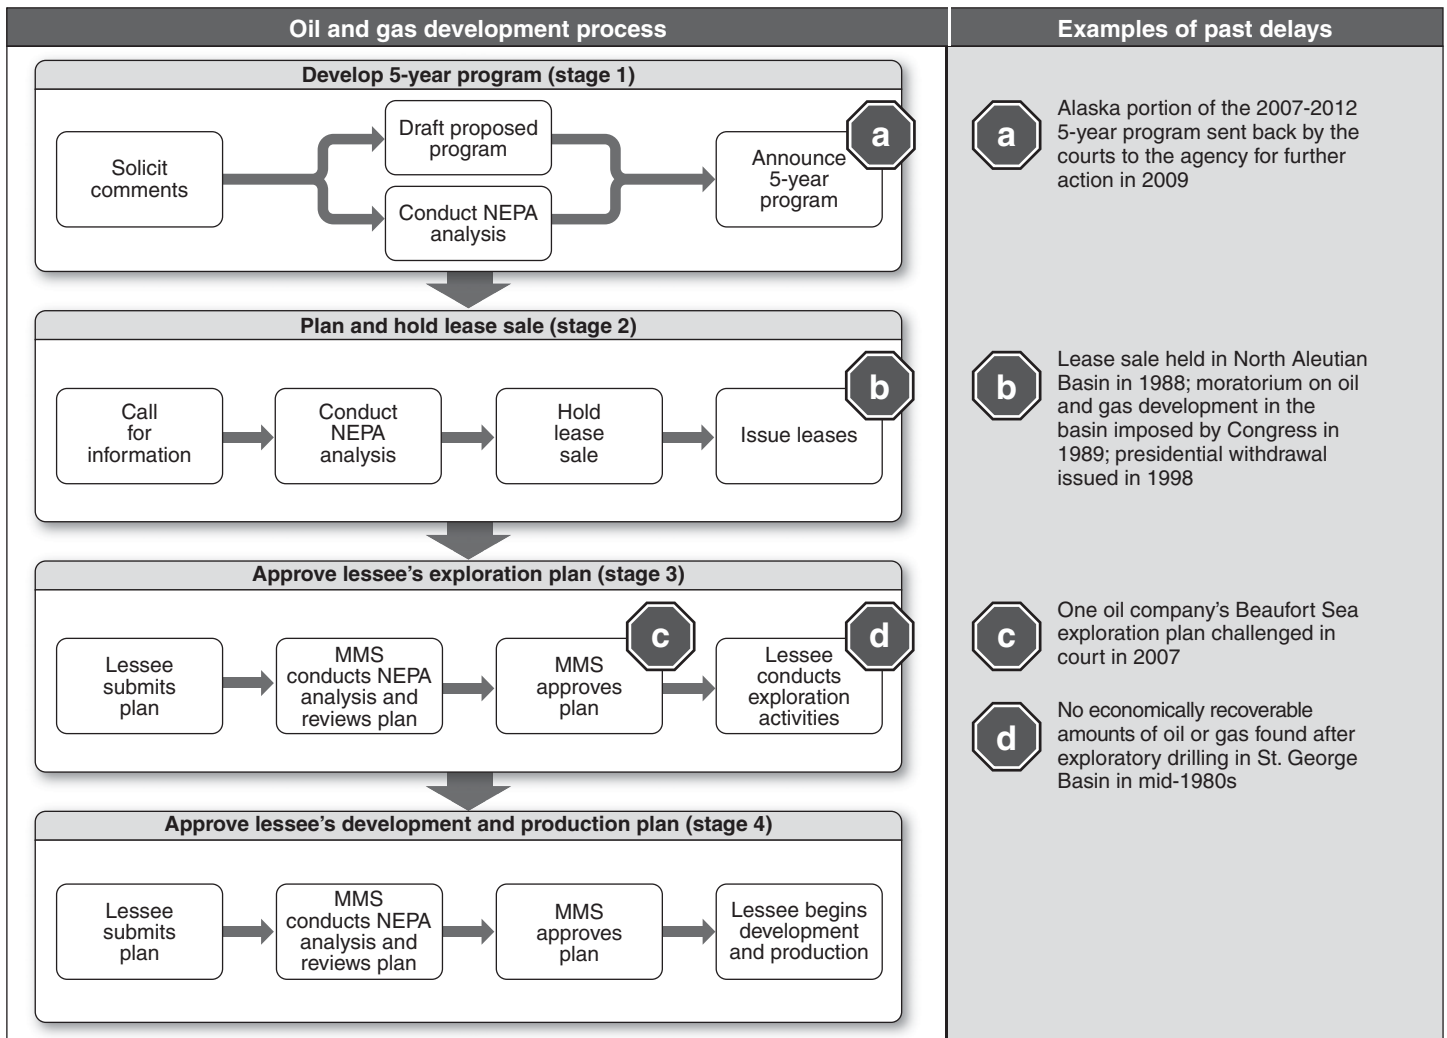 Oil and gas development process
Examples of past delays
Develop 5-year program (stage 1)
Solicit
comments
Draft proposed
program
Conduct NEPA
analysis
Announce
5-year
program
a
a
Alaska portion of the 2007-2012
5-year program sent back by the
courts to the agency for further
action in 2009
Plan and hold lease sale (stage 2)
Call
for
information
Conduct
NEPA
analysis
Hold
lease
sale
Issue leases
b
b
Lease sale held in North Aleutian
Basin in 1988; moratorium on oil
and gas development in the
basin imposed by Congress in
1989; presidential withdrawal
issued in 1998
Approve lessee's exploration plan (stage 3)
Lessee
submits
plan
MMS
conducts NEPA
analysis and
reviews plan
MMS
approves
plan
c
Lessee
conducts
exploration
activities
d
c
One oil company's Beaufort Sea
exploration plan challenged in
court in 2007
d
No economically recoverable
amounts of oil or gas found after
exploratory drilling in St. George
Basin in mid-1980s
Approve lessee's development and production plan (stage 4)
Lessee
submits
plan
MMS
conducts NEPA
analysis and
reviews plan
MMS
approves
plan
Lessee begins
development
and production